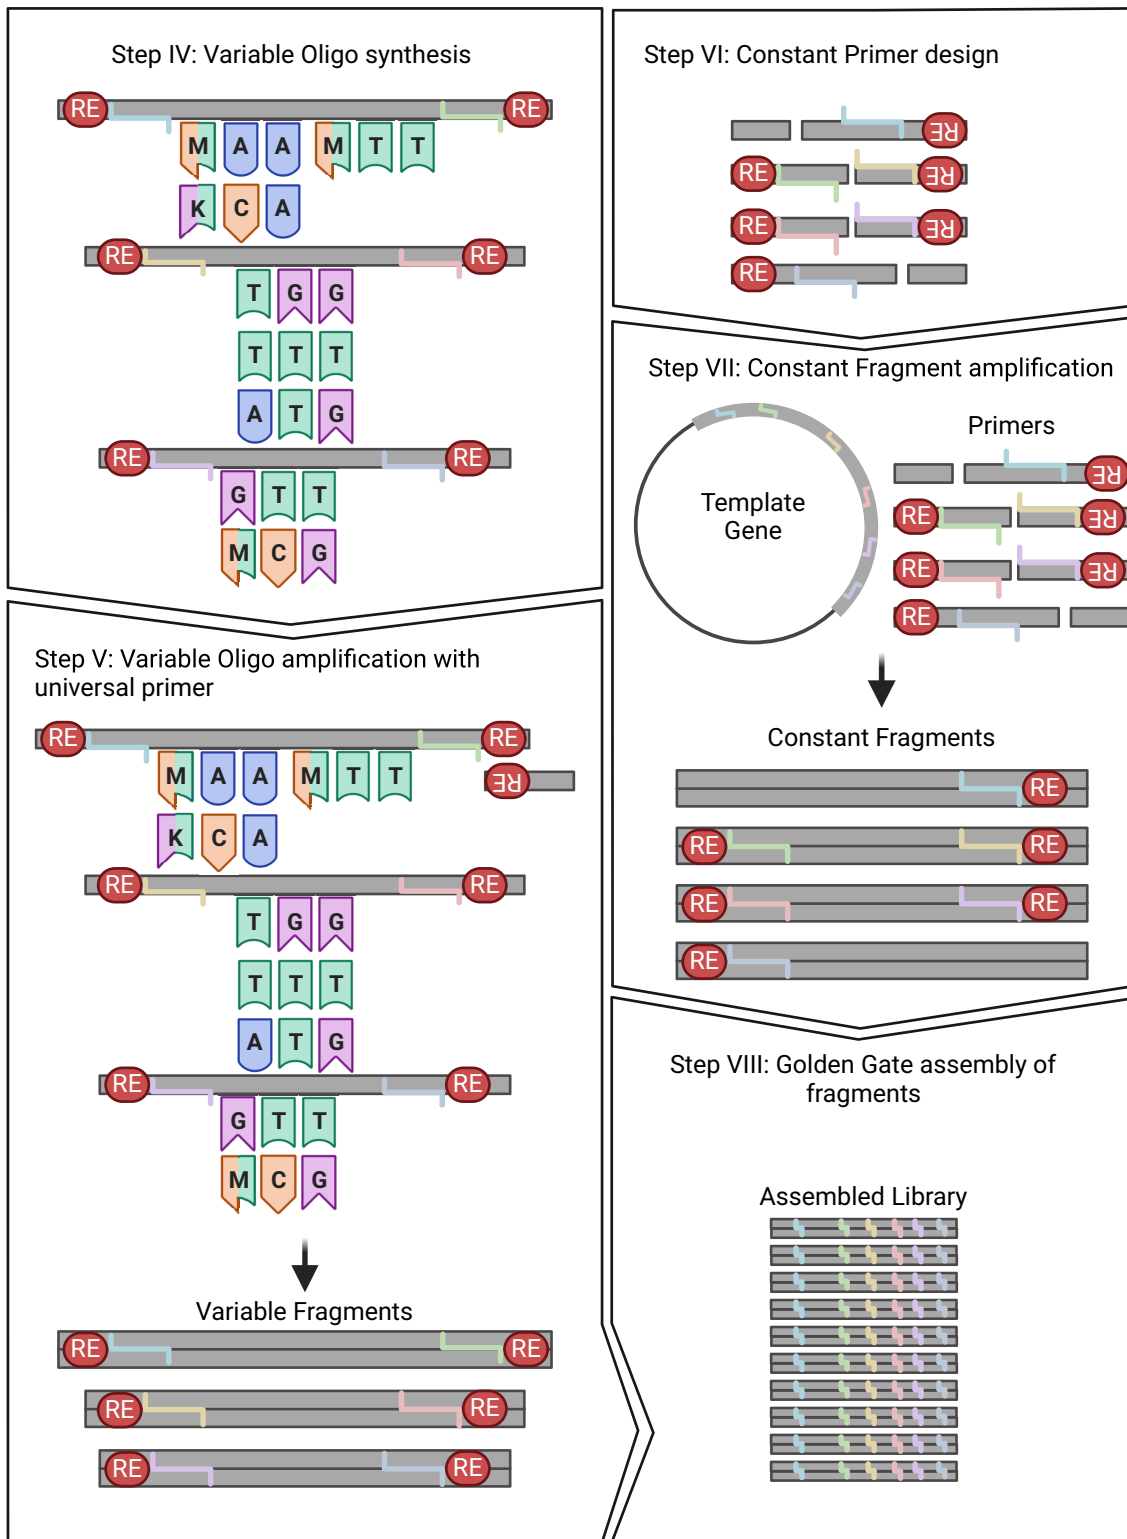 Step IV: Variable Oligo synthesis
RE RE
M A A M T T
K C A
RE RE
T G G
T T T
A T G
RE RE
G T T
M C G
Step V: Variable Oligo amplification with
universal primer
RE RE
M A A M T T RE
K C A
RE RE
T G G
T T T
A T G
RE RE
G T T
M C G
Variable Fragments
RE RE
RE RE
RE RE
Step VI: Constant Primer design
RE
RE RE
RE RE
RE
Step VII: Constant Fragment amplification
Template
Gene
Primers
RE
RE RE
RE RE
RE
Constant Fragments
RE
RE RE
RE RE
RE
Step VIII: Golden Gate assembly of
fragments
Assembled Library